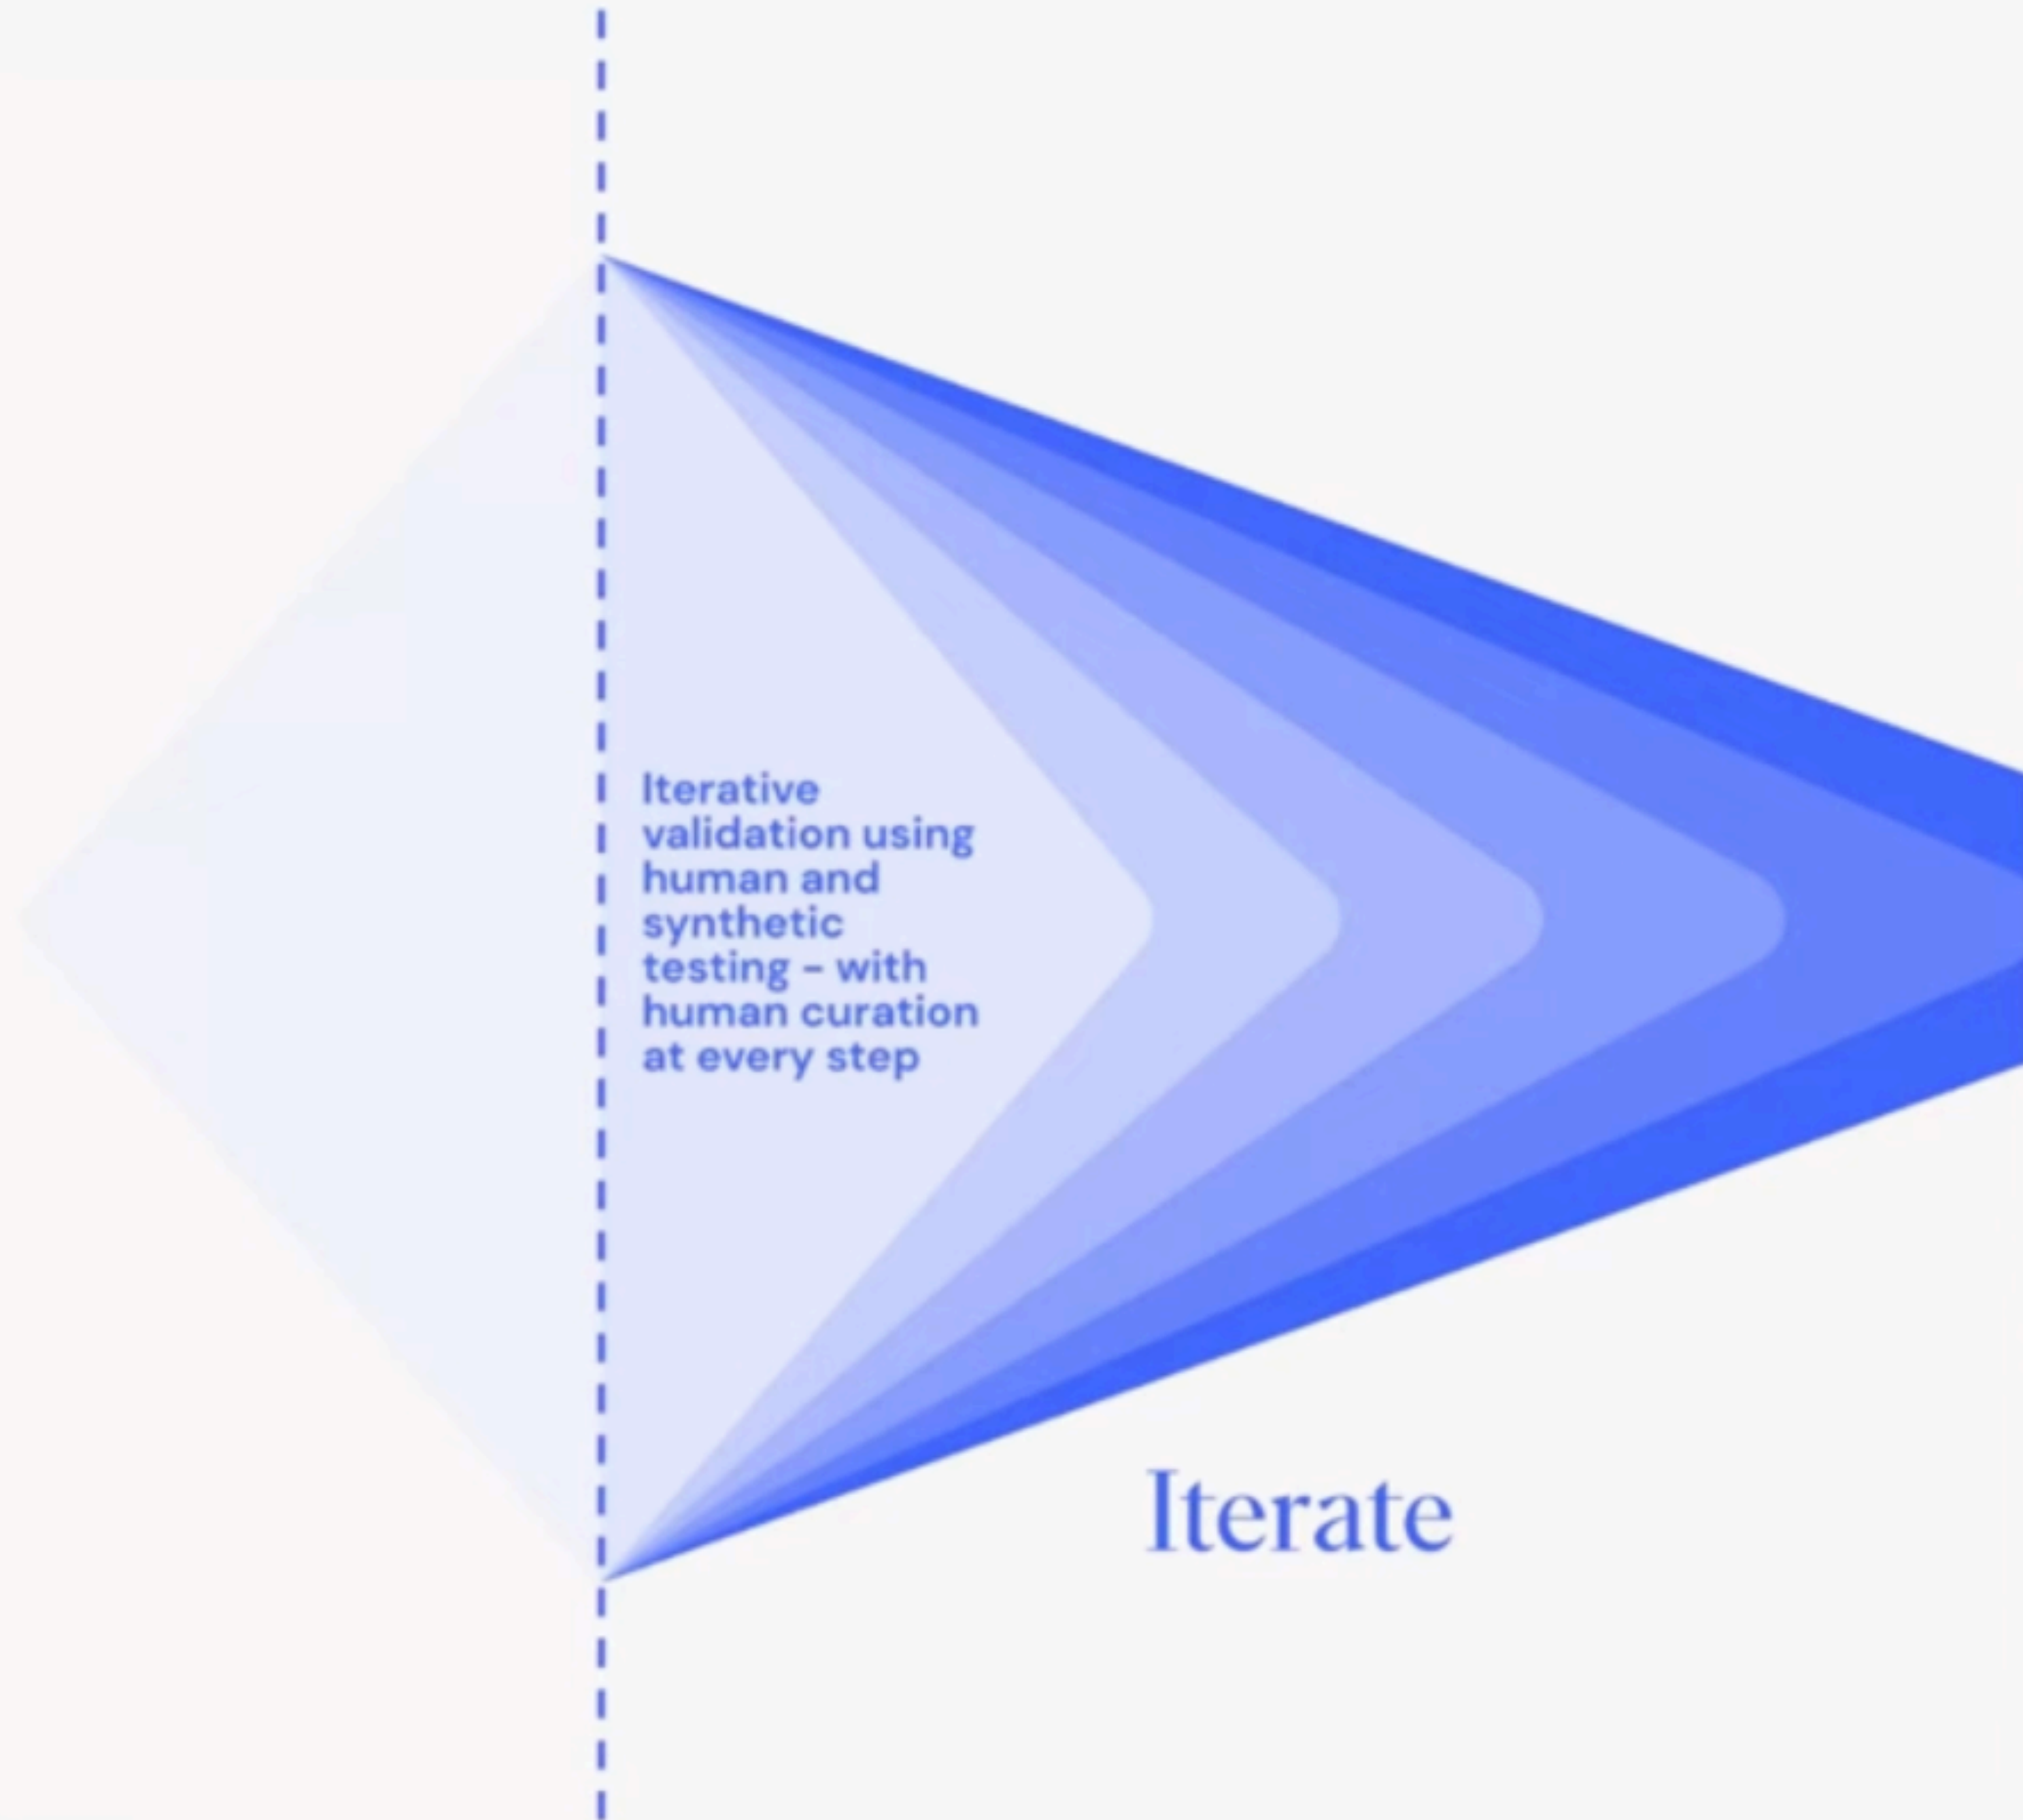 Iterative
validation using
human and
synthetic
testing – with
human curation
at every step
Iterate